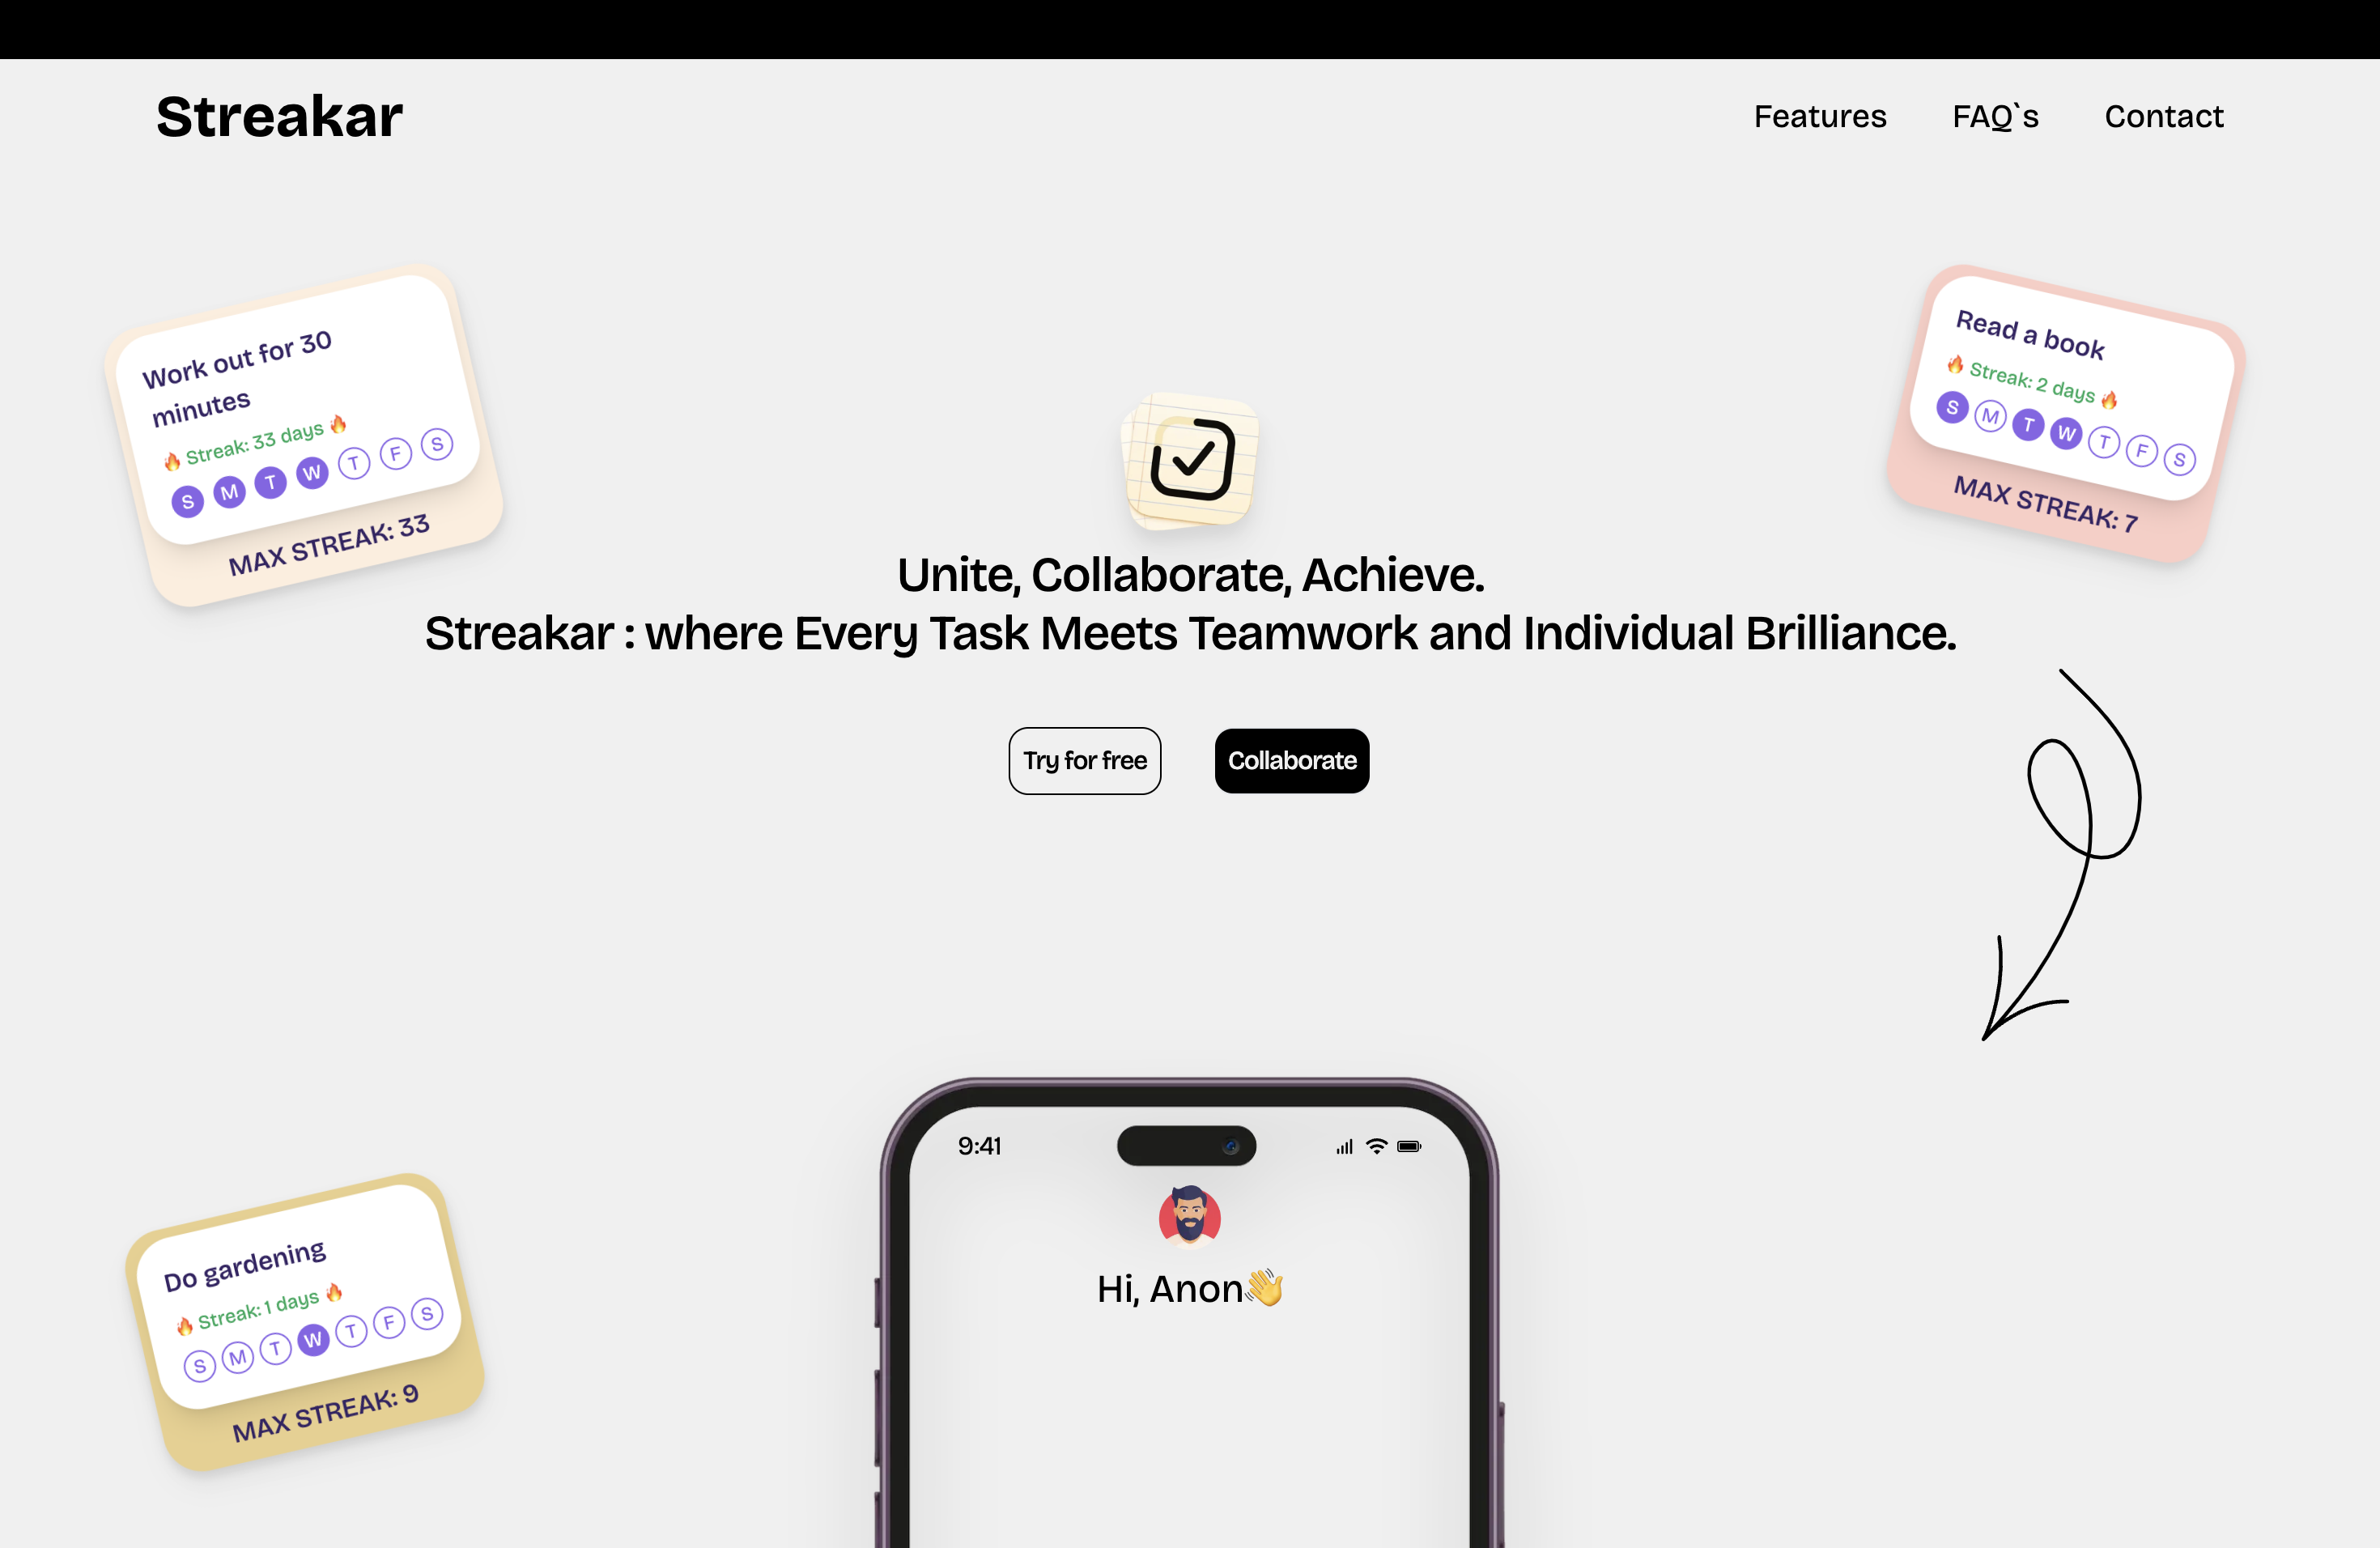 Streakar
Features FAQ`s Contact
Work out for 30
minutes
🔥 Streak: 33 days 🔥
S M T W T F S
MAX STREAK: 33
Read a book
🔥 Streak: 2 days 🔥
S M T W T F S
MAX STREAK: 7
Unite, Collaborate, Achieve.
Streakar : where Every Task Meets Teamwork and Individual Brilliance.
Try for free Collaborate
9:41
Hi, Anon👋
Do gardening
🔥 Streak: 1 days 🔥
S M T W T F S
MAX STREAK: 9